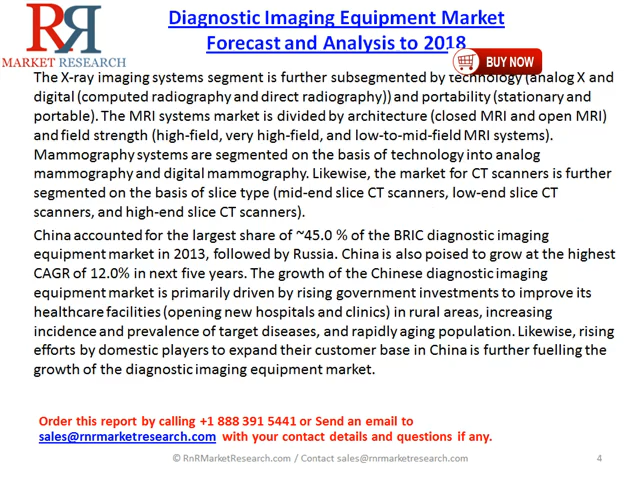 RR
MARKET RESEARCH
Diagnostic Imaging Equipment Market
Forecast and Analysis to 2018
BUY NOW
The X-ray imaging systems segment is further subsegmented by technology (analog X and
digital (computed radiography and direct radiography)) and portability (stationary and
portable). The MRI systems market is divided by architecture (closed MRI and open MRI)
and field strength (high-field, very high-field, and low-to-mid-field MRI systems).
Mammography systems are segmented on the basis of technology into analog
mammography and digital mammography. Likewise, the market for CT scanners is further
segmented on the basis of slice type (mid-end slice CT scanners, low-end slice CT
scanners, and high-end slice CT scanners).
China accounted for the largest share of ~45.0 % of the BRIC diagnostic imaging
equipment market in 2013, followed by Russia. China is also poised to grow at the highest
CAGR of 12.0% in next five years. The growth of the Chinese diagnostic imaging
equipment market is primarily driven by rising government investments to improve its
healthcare facilities (opening new hospitals and clinics) in rural areas, increasing
incidence and prevalence of target diseases, and rapidly aging population. Likewise, rising
efforts by domestic players to expand their customer base in China is further fuelling the
growth of the diagnostic imaging equipment market.
Order this report by calling +1 888 391 5441 or Send an email to
sales@rnrmarketresearch.com with your contact details and questions if any.
© RnRMarketResearch.com / Contact sales@rnrmarketresearch.com
4